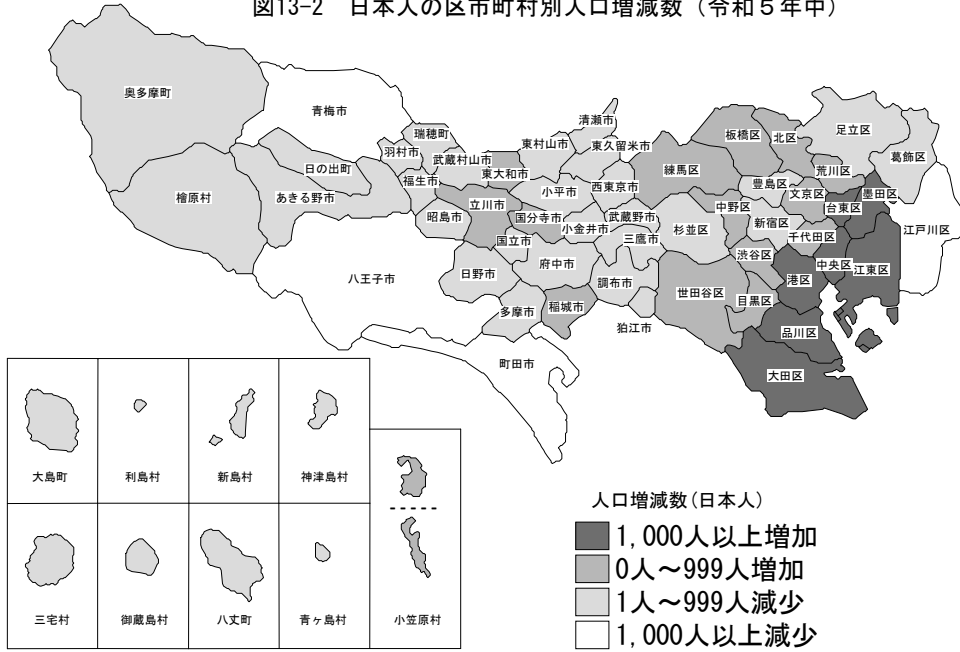 図13-2　日本人の区市町村別人口増減数（令和５年中）
奥多摩町
青梅市
瑞穂町
羽村市
武蔵村山市
日の出町
福生市
東大和市
檜原村
あきる野市
昭島市
立川市
東村山市
清瀬市
東久留米市
小平市
西東京市
国分寺市
小金井市
武蔵野市
国立市
三鷹市
八王子市
日野市
府中市
調布市
多摩市
稲城市
狛江市
町田市
練馬区
板橋区
北区
足立区
葛飾区
荒川区
豊島区
文京区
台東区
墨田区
中野区
新宿区
杉並区
千代田区
江戸川区
渋谷区
中央区
江東区
港区
世田谷区
目黒区
品川区
大田区
大島町
利島村
新島村
神津島村
三宅村
御蔵島村
八丈町
青ヶ島村
小笠原村
人口増減数(日本人)
1,000人以上増加
0人～999人増加
1人～999人減少
1,000人以上減少